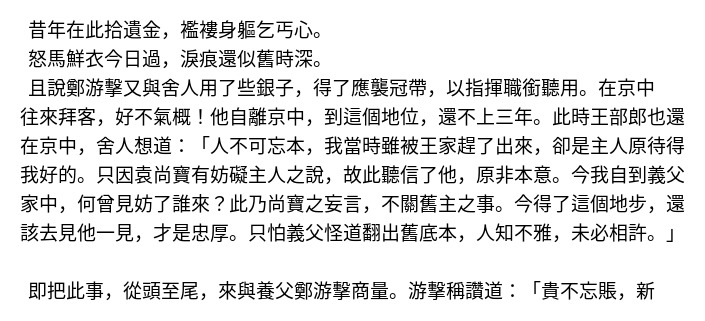 昔年在此拾遺金，襤褸身軀乞丐心。
怒馬鮮衣今日過，淚痕還似舊時深。
且說鄭游擊又與舍人用了些銀子，得了應襲冠帶，以指揮職銜聽用。在京中
往來拜客，好不氣概！他自離京中，到這個地位，還不上三年。此時王部郎也還
在京中，舍人想道：「人不可忘本，我當時雖被王家趕了出來，卻是主人原待得
我好的。只因袁尚寶有妨礙主人之說，故此聽信了他，原非本意。今我自到義父
家中，何曾見妨了誰來？此乃尚寶之妄言，不關舊主之事。今得了這個地步，還
該去見他一見，才是忠厚。只怕義父怪道翻出舊底本，人知不雅，未必相許。」
即把此事，從頭至尾，來與養父鄭游擊商量。游擊稱讚道：「貴不忘賬，新